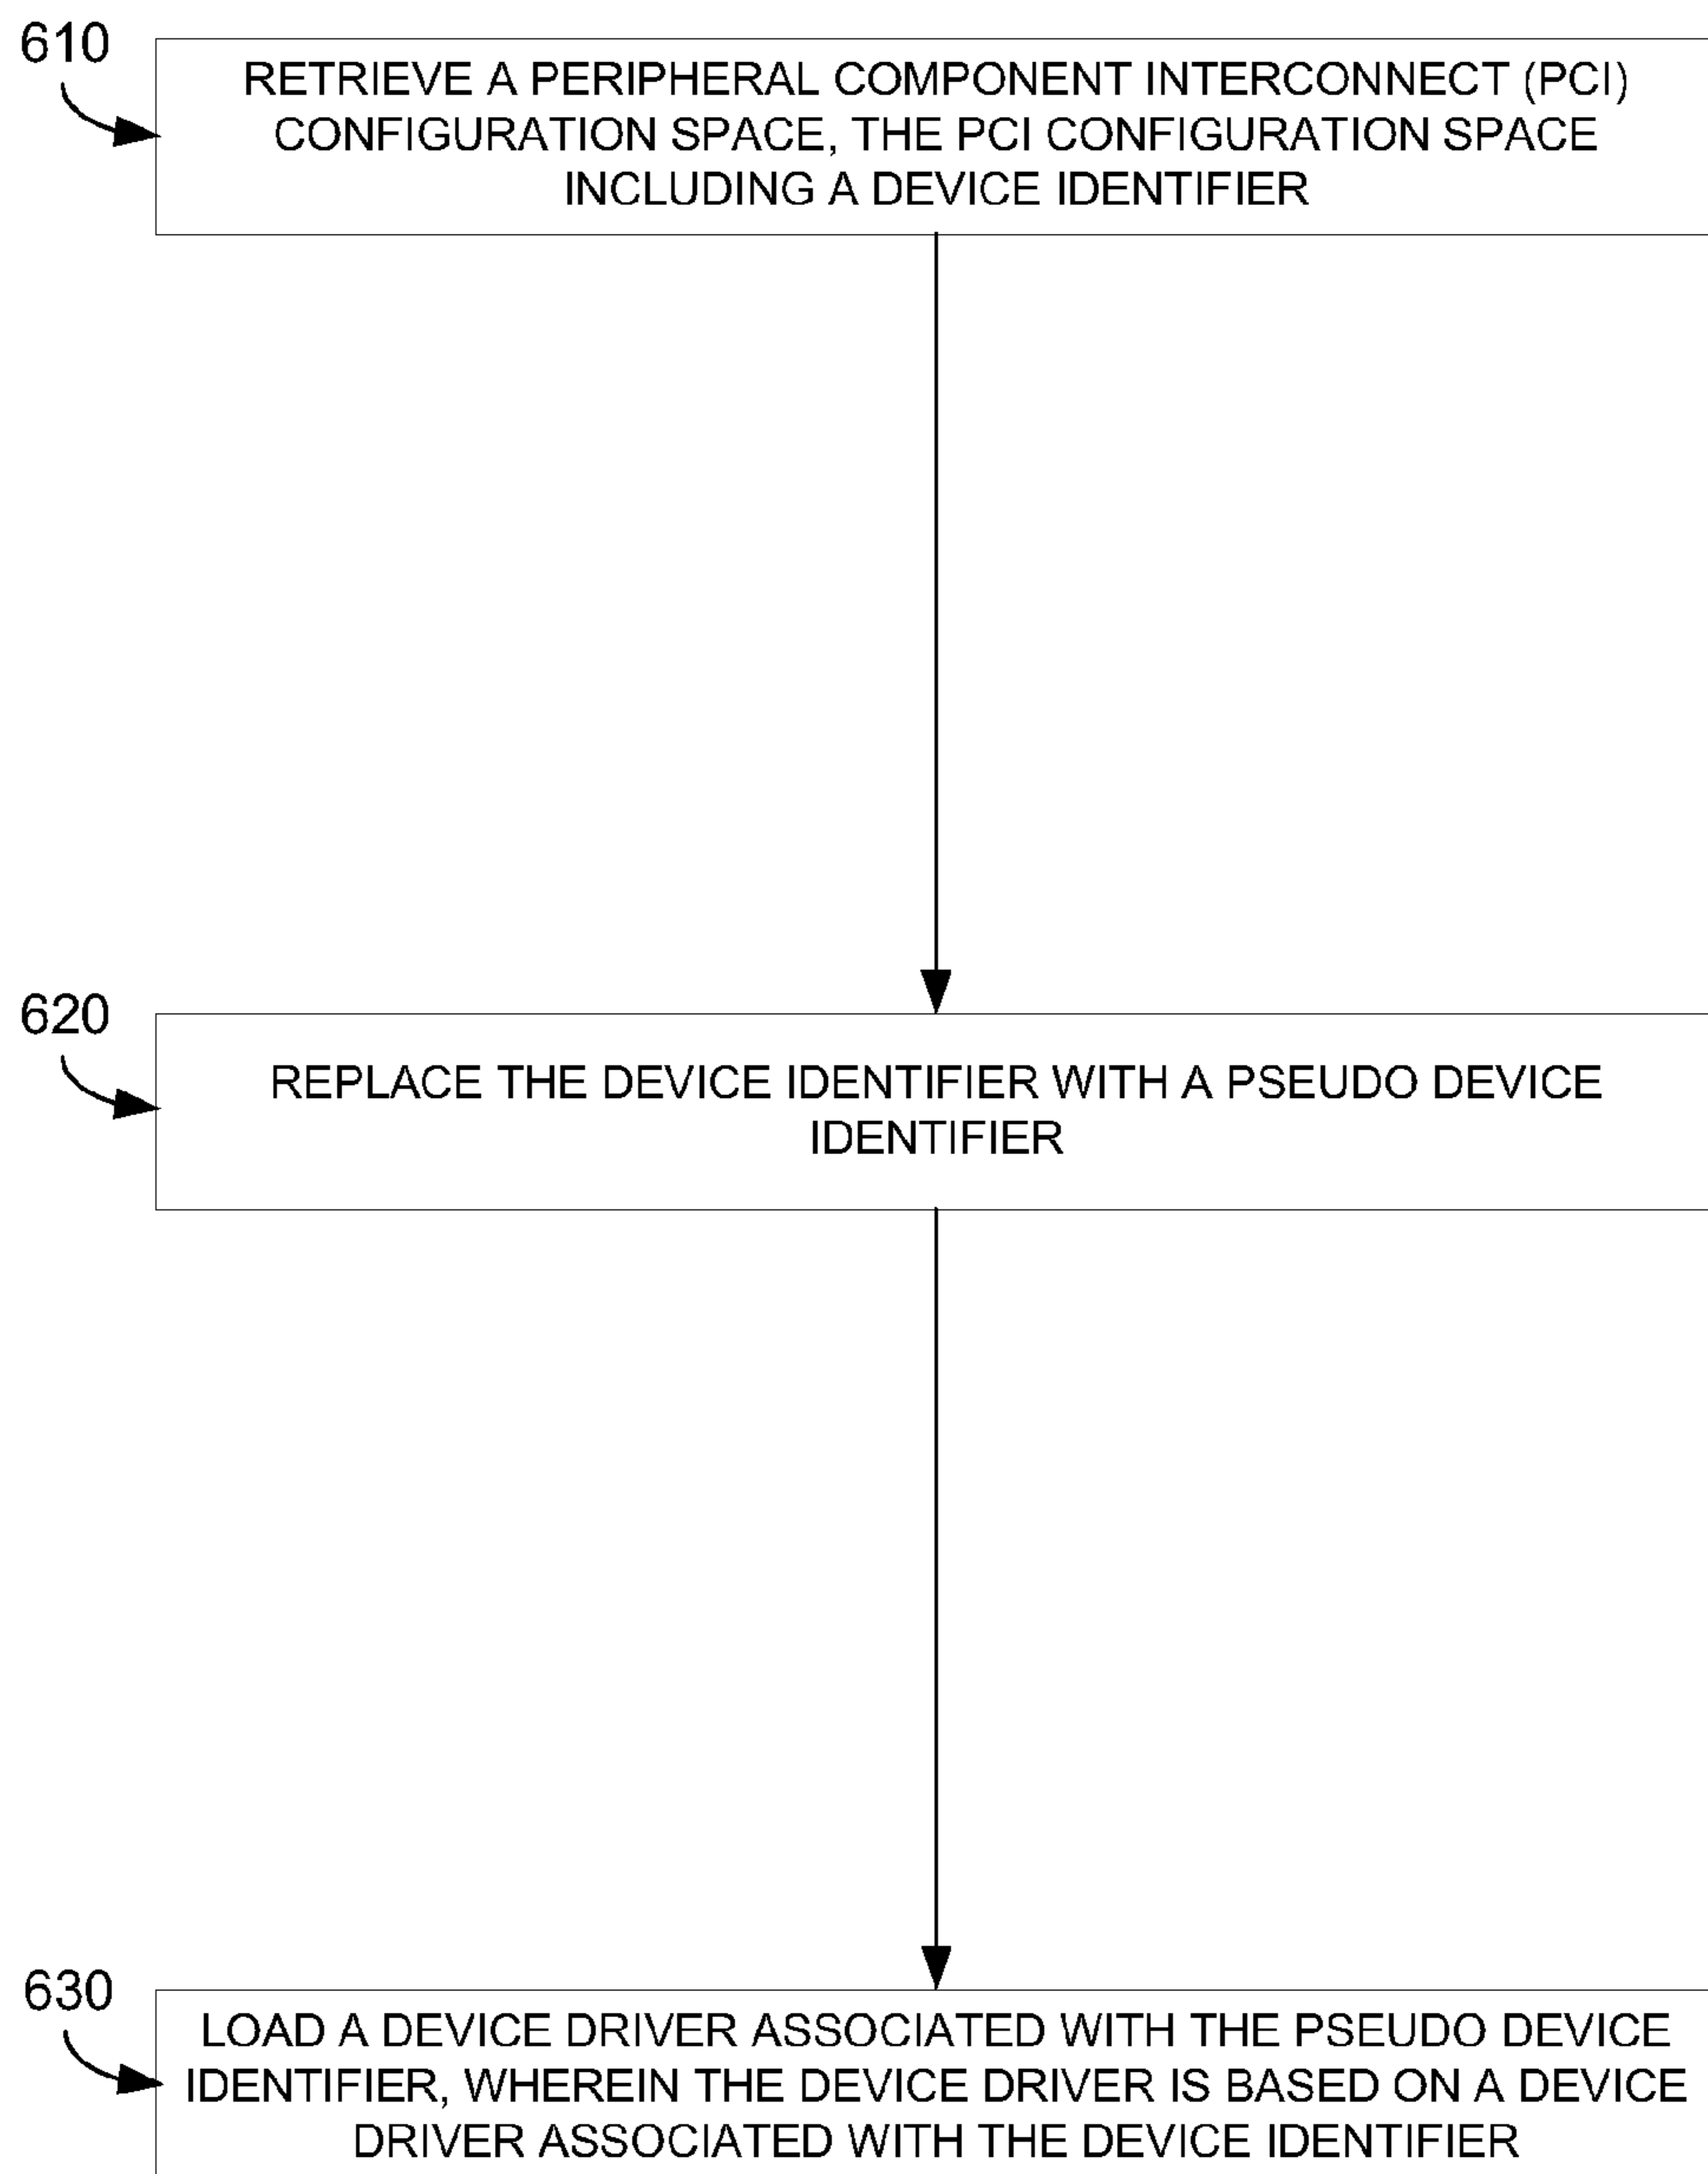 610
RETRIEVE A PERIPHERAL COMPONENT INTERCONNECT (PCI)
CONFIGURATION SPACE, THE PCI CONFIGURATION SPACE
INCLUDING A DEVICE IDENTIFIER
620
REPLACE THE DEVICE IDENTIFIER WITH A PSEUDO DEVICE
IDENTIFIER
630
LOAD A DEVICE DRIVER ASSOCIATED WITH THE PSEUDO DEVICE
IDENTIFIER, WHEREIN THE DEVICE DRIVER IS BASED ON A DEVICE
DRIVER ASSOCIATED WITH THE DEVICE IDENTIFIER